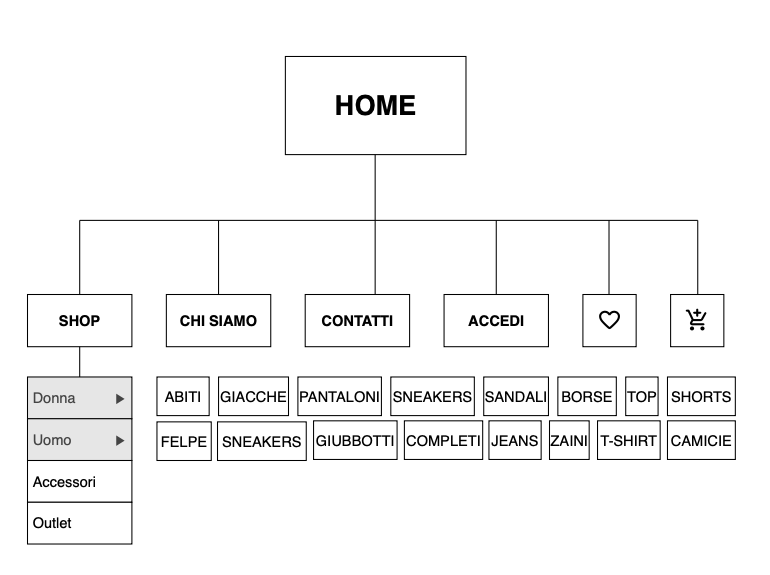 HOME
SHOP
CHI SIAMO
CONTATTI
ACCEDI
Donna
ABITI
GIACCHE
PANTALONI
SNEAKERS
SANDALI
BORSE
TOP
SHORTS
Uomo
FELPE
SNEAKERS
GIUBBOTTI
COMPLETI
JEANS
ZAINI
T-SHIRT
CAMICIE
Accessori
Outlet